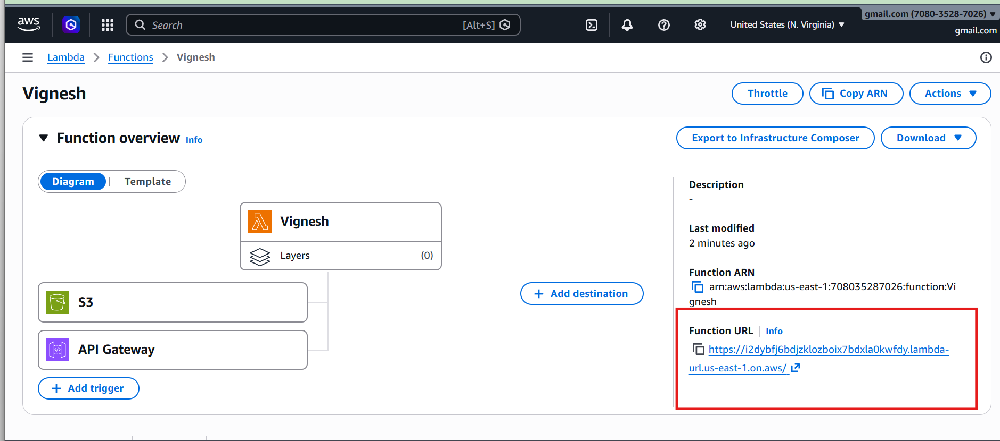 aws
Search
[Alt+S]
United States (N. Virginia)
gmail.com (7080-3528-7026)
gmail.com
Lambda
Functions
Vignesh
Vignesh
Throttle
Copy ARN
Actions
Function overview
Info
Export to Infrastructure Composer
Download
Diagram
Template
Vignesh
Layers
(0)
S3
API Gateway
Add trigger
Add destination
Description
-
Last modified
2 minutes ago
Function ARN
arn:aws:lambda:us-east-1:708035287026:function:Vi
gnesh
Function URL
Info
https://i2dybfj6bdjzklozboix7bdxla0kwfdy.lambda-
url.us-east-1.on.aws/